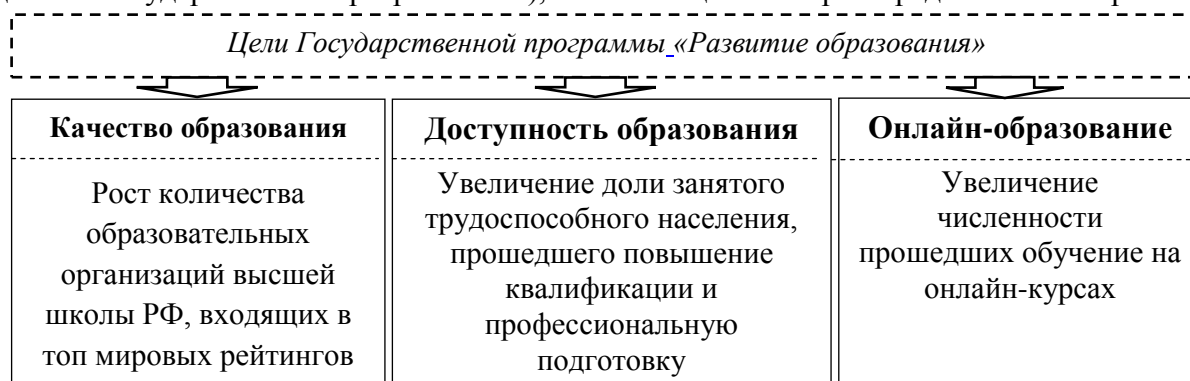 Цели Государственной программы «Развитие образования»
Качество образования
Рост количества
образовательных
организаций высшей
школы РФ, входящих в
топ мировых рейтингов
Доступность образования
Увеличение доли занятого
трудоспособного населения,
прошедшего повышение
квалификации и
профессиональную
подготовку
Онлайн-образование
Увеличение
численности
прошедших обучение на
онлайн-курсах